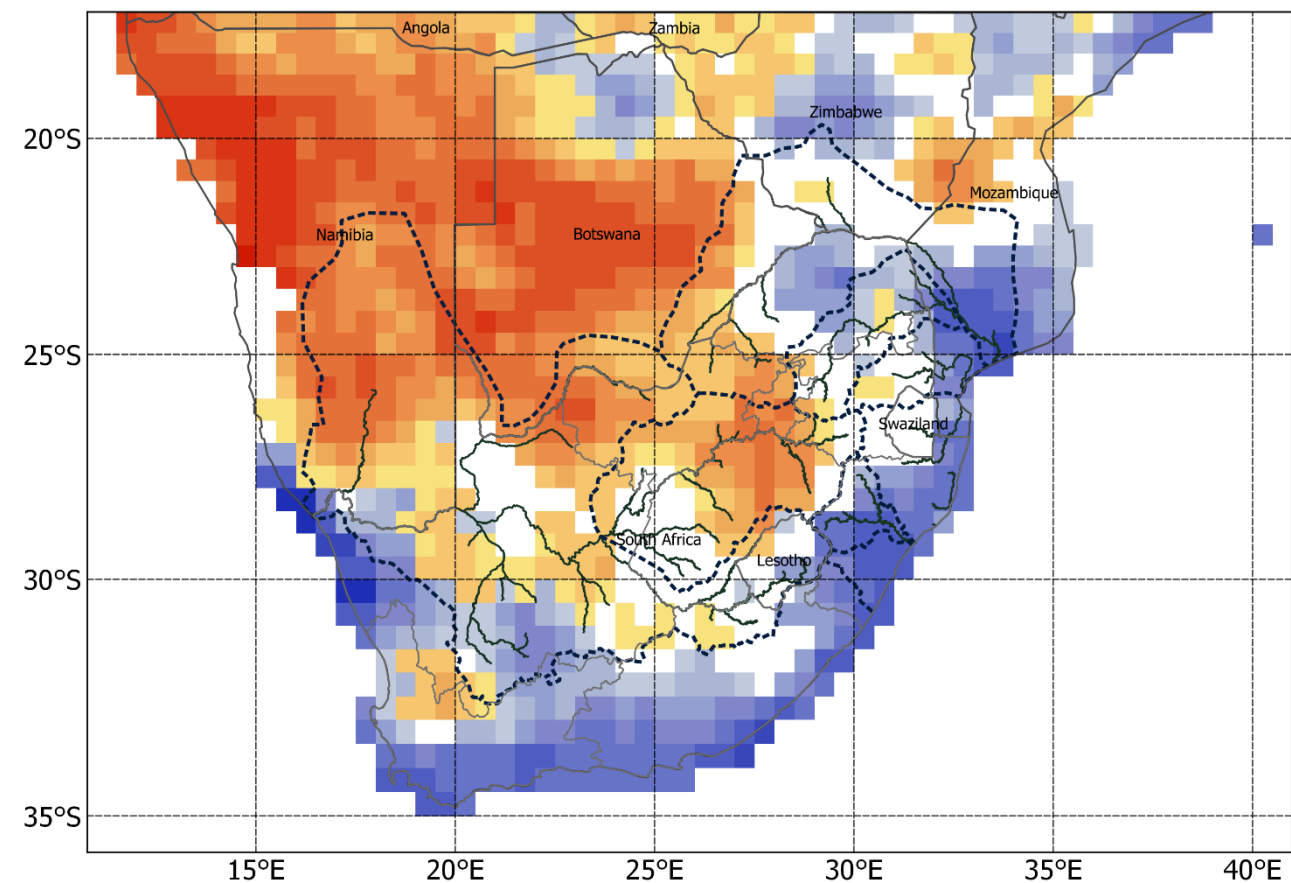 Angola
Zambia
Zimbabwe
20°S
Mozambique
Namibia
Botswana
25°S
Swaziland
South Africa
Lesotho
30°S
35°S
15°E
20°E
25°E
30°E
35°E
40°E